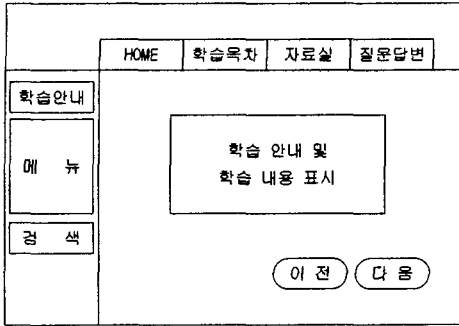 HOME 학습목차 자료실 질문답변
학습안내
메 뉴
검 색
학습 안내 및
학습 내용 표시
이 전 다 음